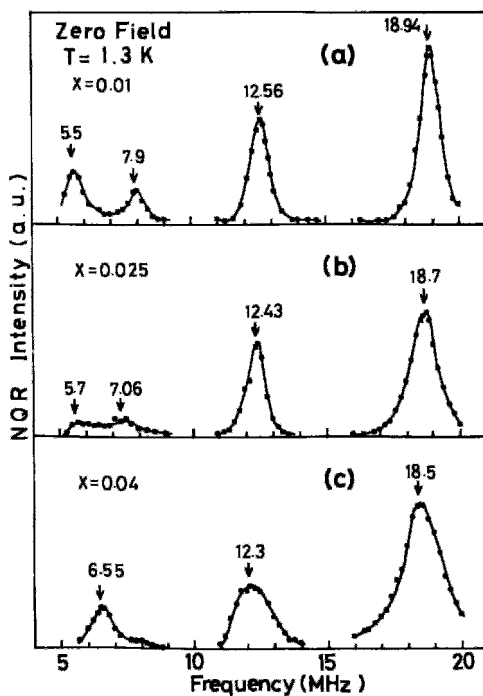 Zero Field
T= 1.3 K
X=0.01
(a)
5.5
7.9
12.56
18.94
X=0.025
(b)
5.7
7.06
12.43
18.7
X=0.04
(c)
6.55
12.3
18.5
NQR Intensity (a.u.)
5 10 15 20
Frequency (MHz)